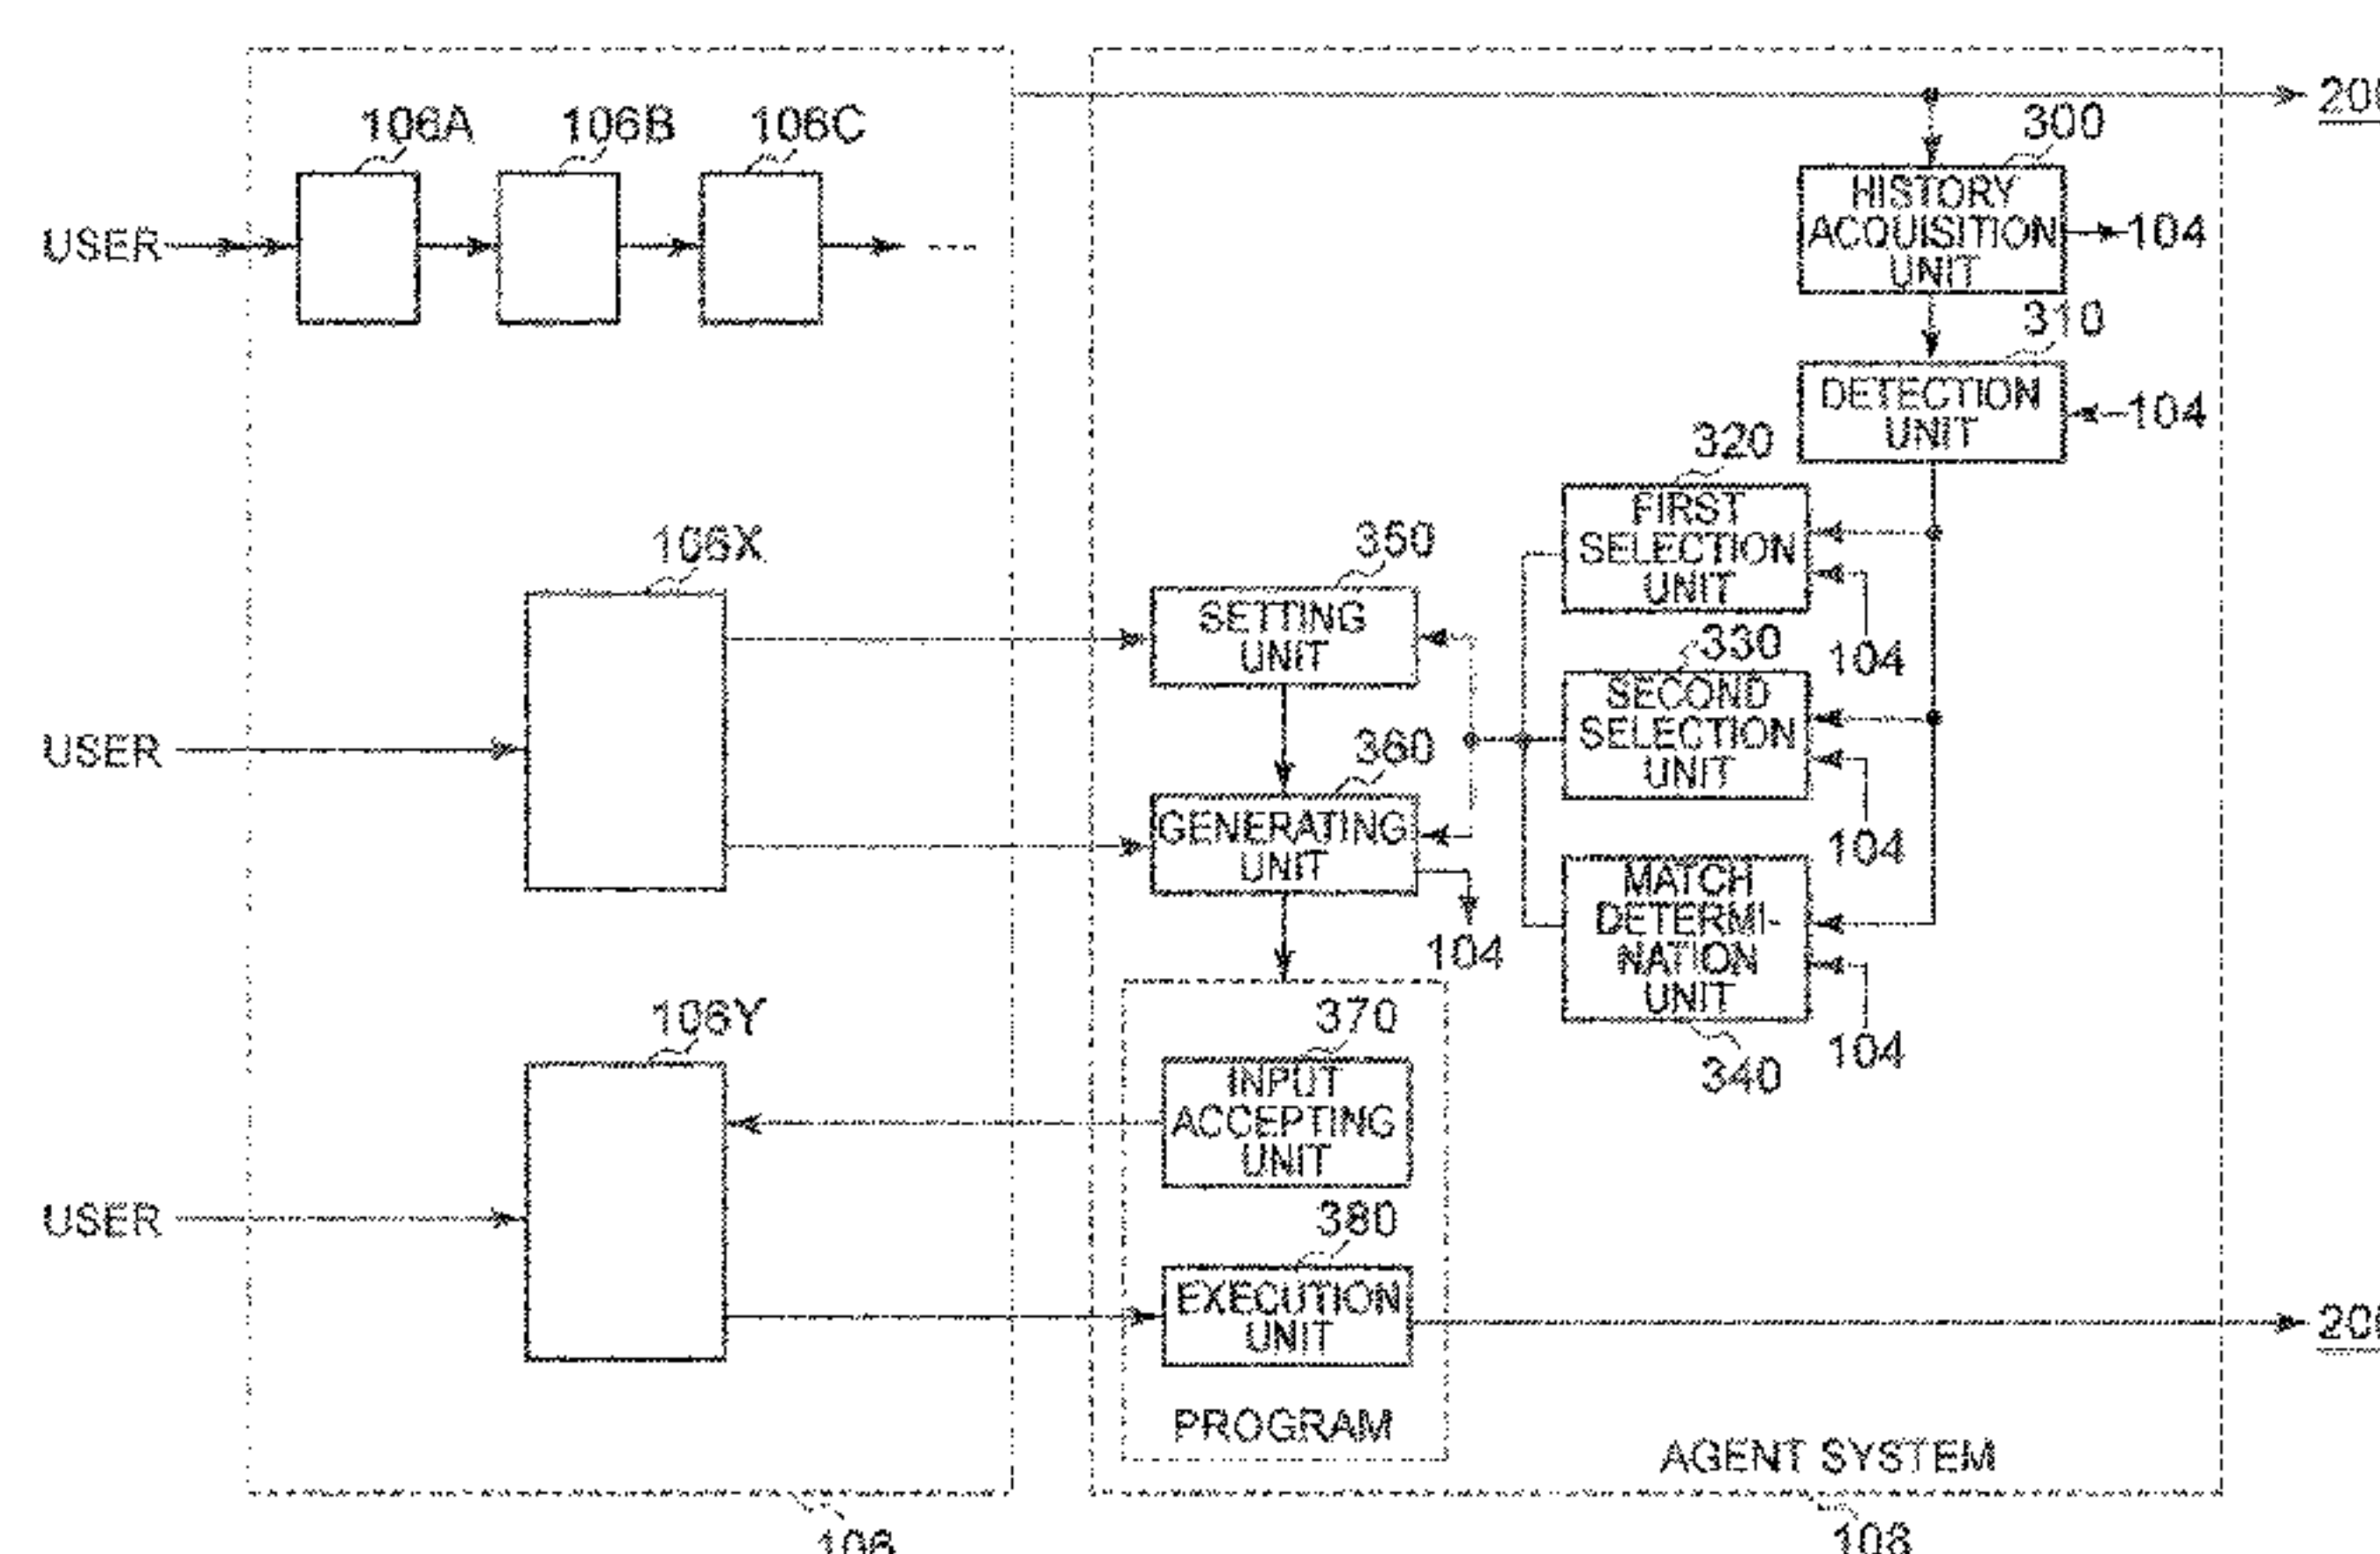 106A
106B
106C
USER
300
HISTORY
ACQUISITION
UNIT
104
310
DETECTION
UNIT
104
320
FIRST
SELECTION
UNIT
104
106X
350
SETTING
UNIT
330
SECOND
SELECTION
UNIT
104
USER
360
GENERATING
UNIT
104
MATCH
DETERMI-
NATION
UNIT
340
104
106Y
370
INPUT
ACCEPTING
UNIT
USER
380
EXECUTION
UNIT
PROGRAM
AGENT SYSTEM
106
108